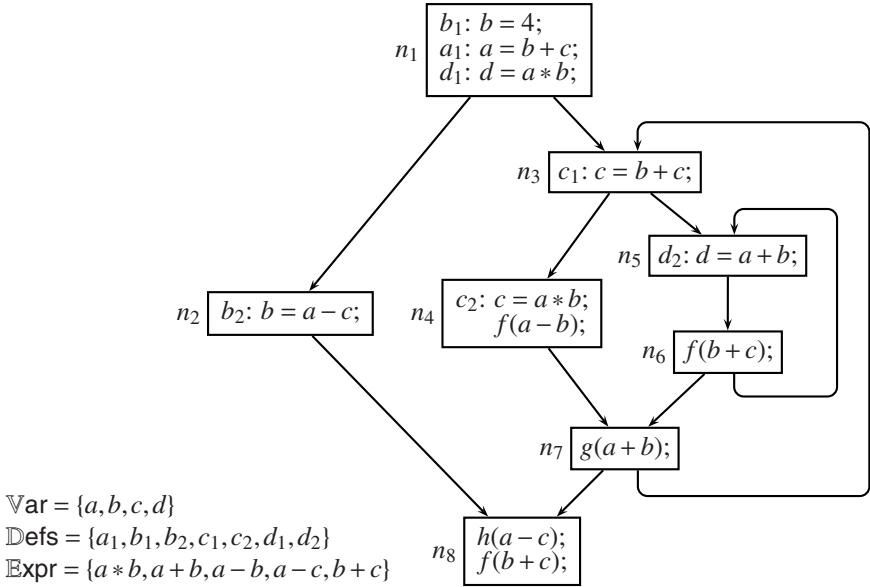 n₁
b₁: b = 4;
a₁: a = b + c;
d₁: d = a ∗ b;
n₃ c₁: c = b + c;
n₅ d₂: d = a + b;
n₂ b₂: b = a − c;
n₄
c₂: c = a ∗ b;
f(a − b);
n₆ f(b + c);
n₇ g(a + b);
𝕍ar = {a, b, c, d}
𝔻efs = {a₁, b₁, b₂, c₁, c₂, d₁, d₂}
𝔼xpr = {a ∗ b, a + b, a − b, a − c, b + c}
n₈
h(a − c);
f(b + c);